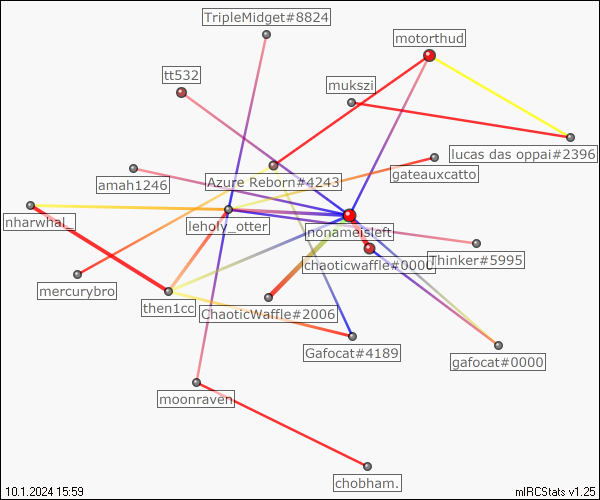 TripleMidget#8824
motorthud
tt532
mukszi
lucas das oppai#2396
gateauxcatto
Azure Reborn#4243
amah1246
nharwhal_
leholy_otter
nonameisleft
Thinker#5995
chaoticwaffle#0000
mercurybro
then1cc
ChaoticWaffle#2006
Gafocat#4189
gafocat#0000
moonraven
chobham.
10.1.2024 15:59
mIRCStats v1.25